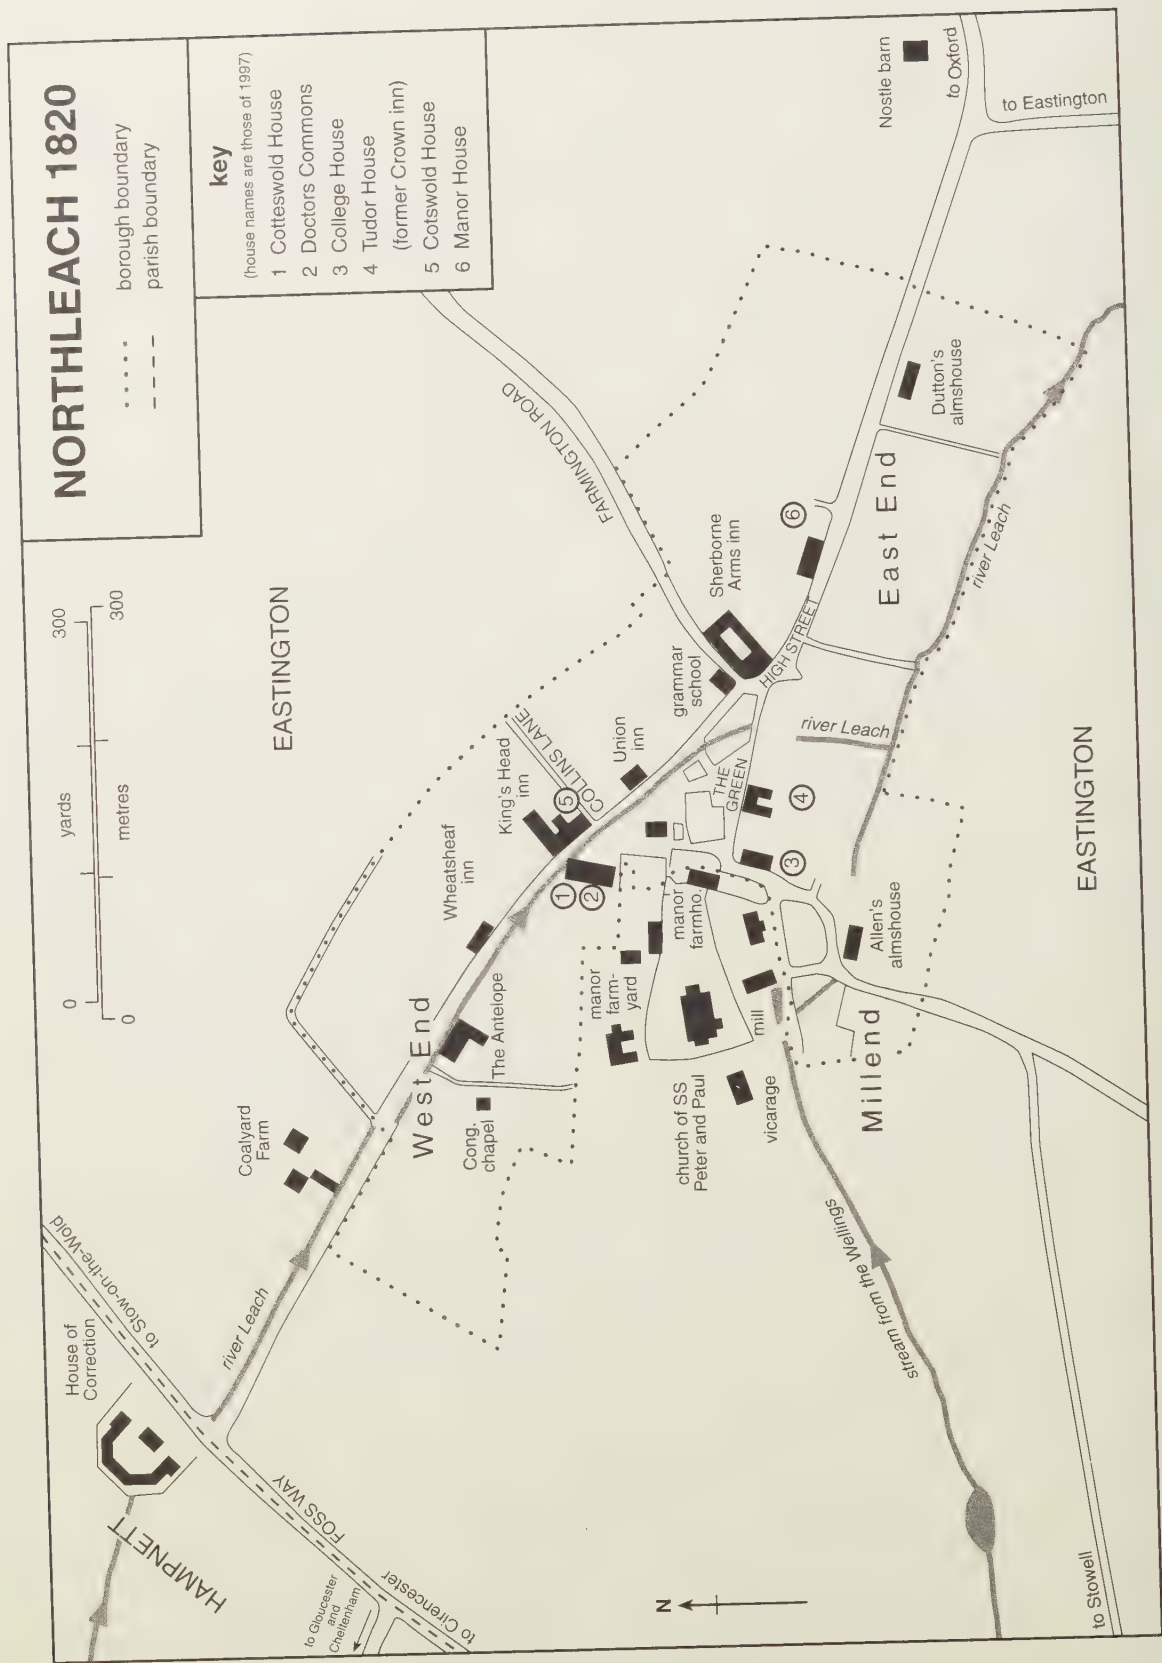 NORTHLEACH 1820
borough boundary
parish boundary
key
(house names are those of 1997)
1 Cotteswold House
2 Doctors Commons
3 College House
4 Tudor House
(former Crown inn)
5 Cotswold House
6 Manor House
0
yards
300
0
metres
300
EASTINGTON
Nostle barn
to Oxford
to Eastington
FARMINGTON ROAD
Dutton's
almshouse
East End
river Leach
6
Sherborne
Arms inn
HIGH STREET
grammar
school
river Leach
Union
inn
COLLINS LANE
King's Head
inn
5
THE
GREEN
4
3
Wheatsheaf
inn
1
2
manor
farmho.
manor
farm-
yard
Allen's
almshouse
EASTINGTON
West End
The Antelope
Cong.
chapel
mill
church of SS
Peter and Paul
vicarage
Millend
Coalyard
Farm
to Stow-on-the-Wold
House of
Correction
river Leach
stream from the Wellings
HAMPNETT
FOSS WAY
to Gloucester
and
Cheltenham
to Cirencester
N
to Stowell